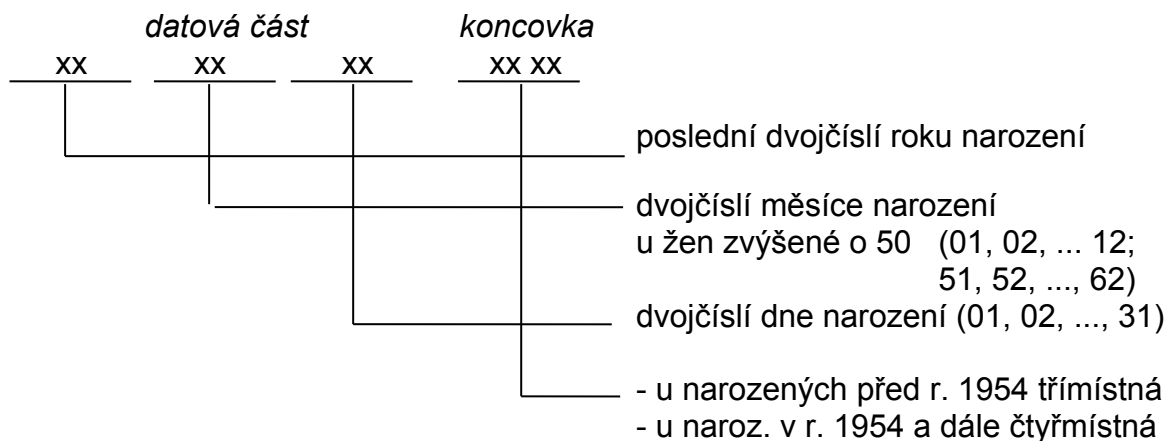 datová část koncovka
xx xx xx xx xx
poslední dvojčíslí roku narození
dvojčíslí měsíce narození
u žen zvýšené o 50 (01, 02, ... 12;
51, 52, ..., 62)
dvojčíslí dne narození (01, 02, ..., 31)
- u narozených před r. 1954 třímístná
- u naroz. v r. 1954 a dále čtyřmístná